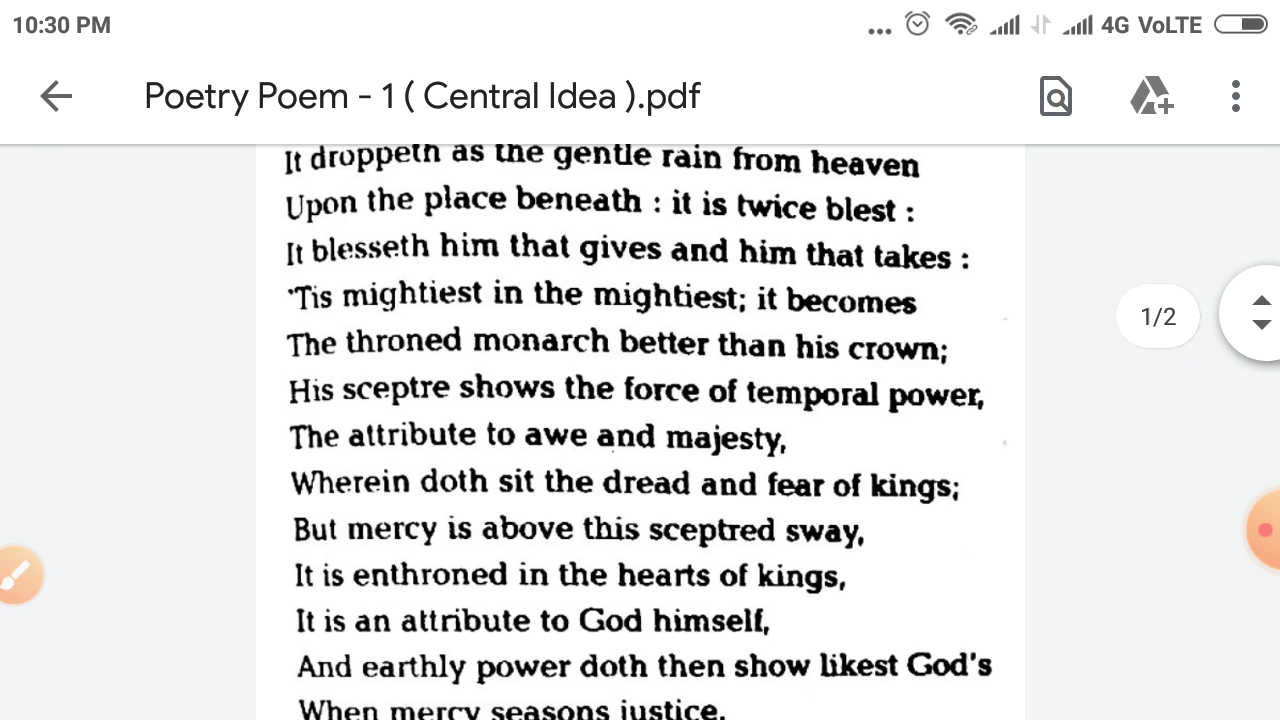 10:30 PM
4G VoLTE
Poetry Poem - 1 ( Central Idea ).pdf
It droppeth as the gentle rain from heaven
Upon the place beneath : it is twice blest :
It blesseth him that gives and him that takes :
'Tis mightiest in the mightiest; it becomes
The throned monarch better than his crown;
His sceptre shows the force of temporal power,
The attribute to awe and majesty,
Wherein doth sit the dread and fear of kings;
But mercy is above this sceptred sway,
It is enthroned in the hearts of kings,
It is an attribute to God himself,
And earthly power doth then show likest God's
When mercy seasons justice.
1/2